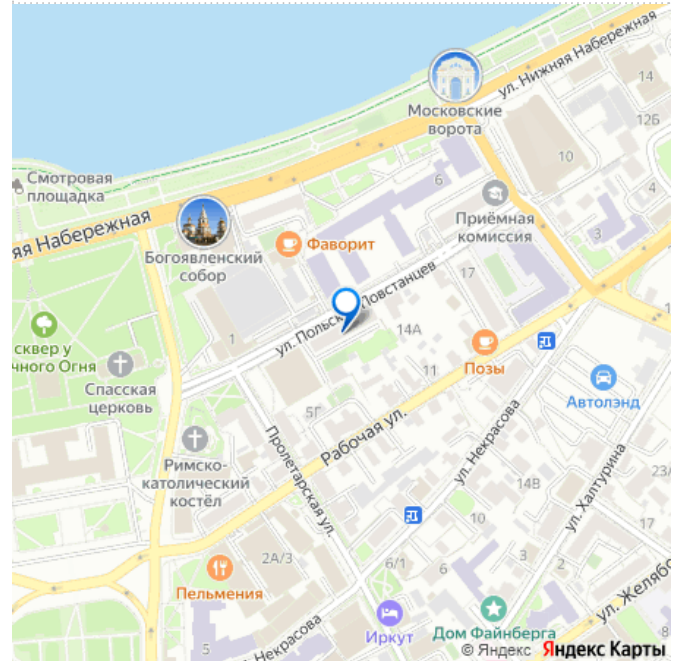 ул. Нижняя Набережная
14
Московские
ворота
12Б
10
Смотровая
площадка
6
4
Приёмная
комиссия
3
яя Набережная
Фаворит
Богоявленский
собор
17
ул. Польских Повстанцев
14А
1
сквер у
чного Огня
Позы
Спасская
церковь
11
Автолэнд
5Г
Рабочая ул.
ул. Некрасова
Пролетарская ул.
Римско-
католический
костёл
ул. Халтурина
23/
14В
10
17
2А/3
Пельмения
6/1
6
3
ул. Желябо
5
Некрасова
Иркут
Дом Файнберга
© Яндекс Яндекс Карты